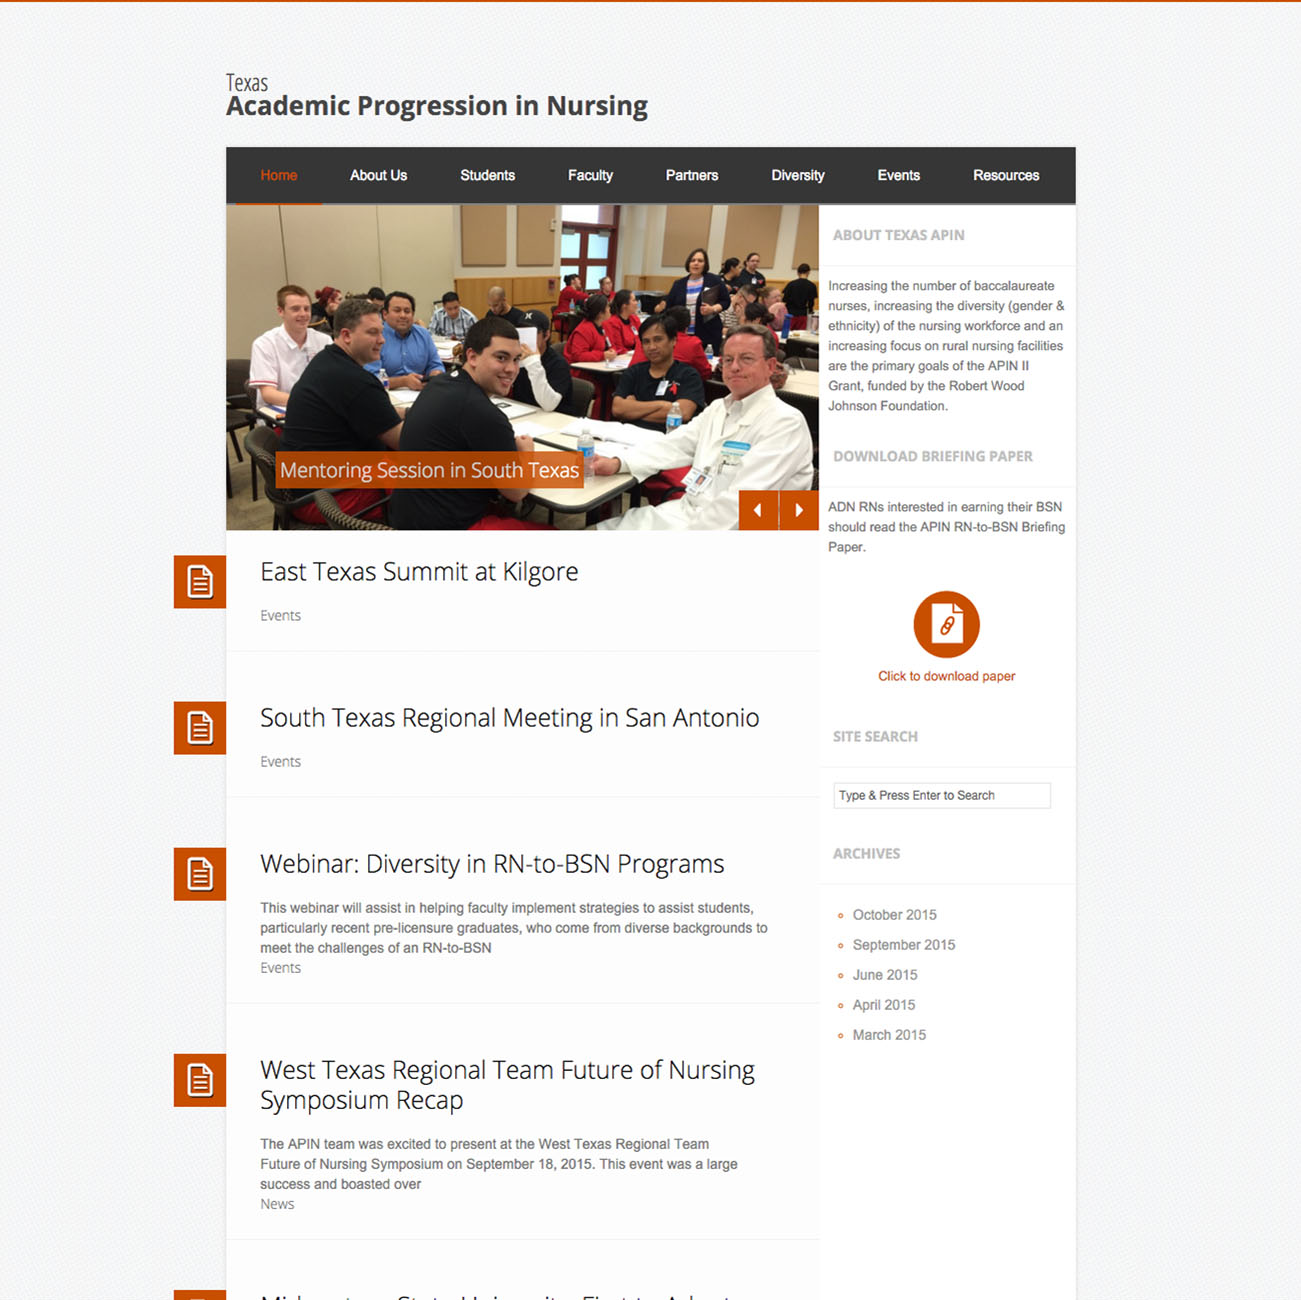 Texas
Academic Progression in Nursing
Home About Us Students Faculty Partners Diversity Events Resources
Mentoring Session in South Texas
East Texas Summit at Kilgore
Events
South Texas Regional Meeting in San Antonio
Events
Webinar: Diversity in RN-to-BSN Programs
This webinar will assist in helping faculty implement strategies to assist students,
particularly recent pre-licensure graduates, who come from diverse backgrounds to
meet the challenges of an RN-to-BSN
Events
West Texas Regional Team Future of Nursing
Symposium Recap
The APIN team was excited to present at the West Texas Regional Team
Future of Nursing Symposium on September 18, 2015. This event was a large
success and boasted over
News
ABOUT TEXAS APIN
Increasing the number of baccalaureate
nurses, increasing the diversity (gender &
ethnicity) of the nursing workforce and an
increasing focus on rural nursing facilities
are the primary goals of the APIN II
Grant, funded by the Robert Wood
Johnson Foundation.
DOWNLOAD BRIEFING PAPER
ADN RNs interested in earning their BSN
should read the APIN RN-to-BSN Briefing
Paper.
Click to download paper
SITE SEARCH
Type & Press Enter to Search
ARCHIVES
October 2015
September 2015
June 2015
April 2015
March 2015